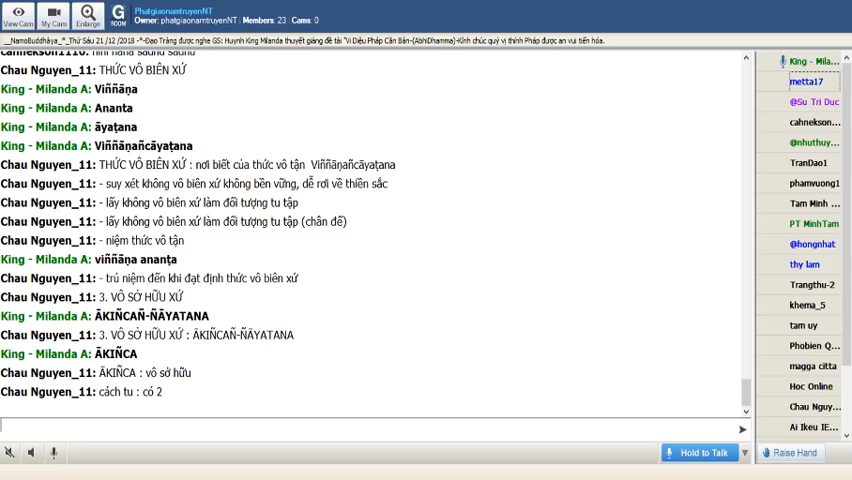 PhatgiaonamtruyenNT
Owner: phatgiaonamtruyenNT | Members: 23 | Cams: 0
View Cam
My Cam
Enlarge
G
ROOM
__NamoBuddhāya_*_Thứ Sáu 21 /12 /2018 -*-Đạo Tràng được nghe GS: Huynh King Milanda thuyết giảng đề tài "Vi Diệu Pháp Căn Bản-(AbhiDhamma)-Kính chúc quý vị thính Pháp được an vui tiến hóa.
Chau Nguyen_11: THỨC VÔ BIÊN XỨ
King - Milanda A: Viññāṇa
King - Milanda A: Ananta
King - Milanda A: āyaṭana
King - Milanda A: Viññāṇañcāyaṭana
Chau Nguyen_11: THỨC VÔ BIÊN XỨ : nơi biết của thức vô tận Viññāṇañcāyaṭana
Chau Nguyen_11: - suy xét không vô biên xứ không bền vững, dễ rơi về thiền sắc
Chau Nguyen_11: - lấy không vô biên xứ làm đối tượng tu tập
Chau Nguyen_11: - lấy không vô biên xứ làm đối tượng tu tập (chân đế)
Chau Nguyen_11: - niệm thức vô tận
King - Milanda A: viññāṇa ananṭa
Chau Nguyen_11: - trú niệm đến khi đạt định thức vô biên xứ
Chau Nguyen_11: 3. VÔ SỞ HỮU XỨ
King - Milanda A: ĀKIÑCAÑ-ÑĀYATANA
Chau Nguyen_11: 3. VÔ SỞ HỮU XỨ : ĀKIÑCAÑ-ÑĀYATANA
King - Milanda A: ĀKIÑCA
Chau Nguyen_11: ĀKIÑCA : vô sở hữu
Chau Nguyen_11: cách tu : có 2
Hold to Talk
King - Mila...
metta17
@Su Tri Duc
cahnekson...
@nhuthuy...
TranDao1
phamvuong1
Tam Minh ...
PT MinhTam
@hongnhat
thy lam
Trangthu-2
khema_5
tam uy
Phobien Q...
magga citta
Hoc Online
Chau Nguy...
Ai Ikeu IE...
Raise Hand